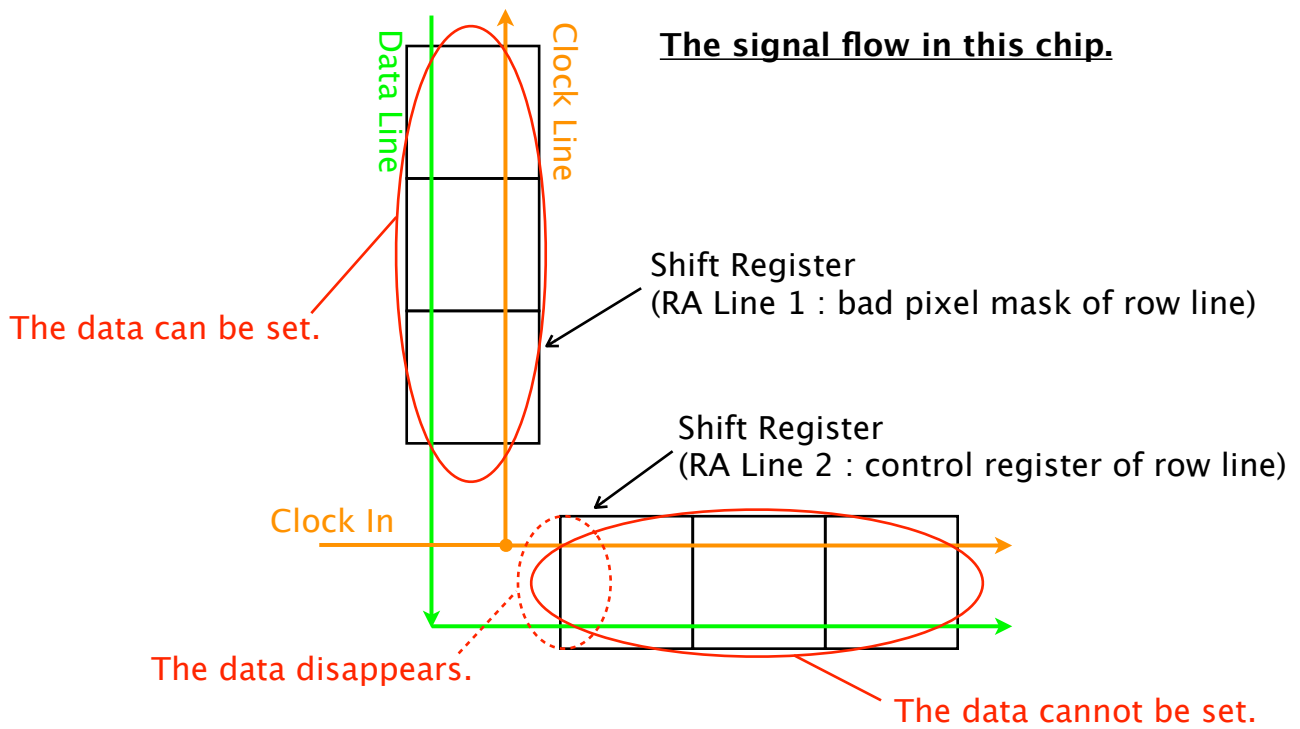 The signal flow in this chip.
Data Line
Clock Line
Shift Register
(RA Line 1 : bad pixel mask of row line)
The data can be set.
Shift Register
(RA Line 2 : control register of row line)
Clock In
The data disappears.
The data cannot be set.